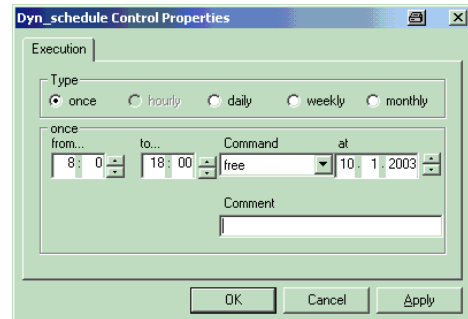 Dyn_schedule Control Properties
Execution
Type
once hourly daily weekly monthly
once
from... to... Command at
8: 0 18: 00 free 10. 1. 2003
Comment
OK Cancel Apply